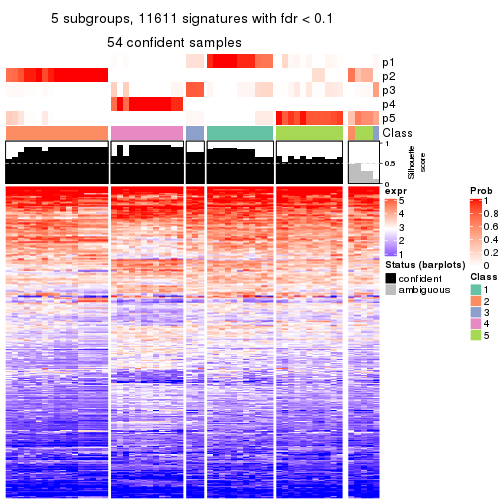 5 subgroups, 11611 signatures with fdr < 0.1
54 confident samples
p1
p2
p3
p4
p5
Class
1
0.5
0
Silhouette
score
expr
5
4
3
2
1
Status (barplots)
confident
ambiguous
Prob
1
0.8
0.6
0.4
0.2
0
Class
1
2
3
4
5